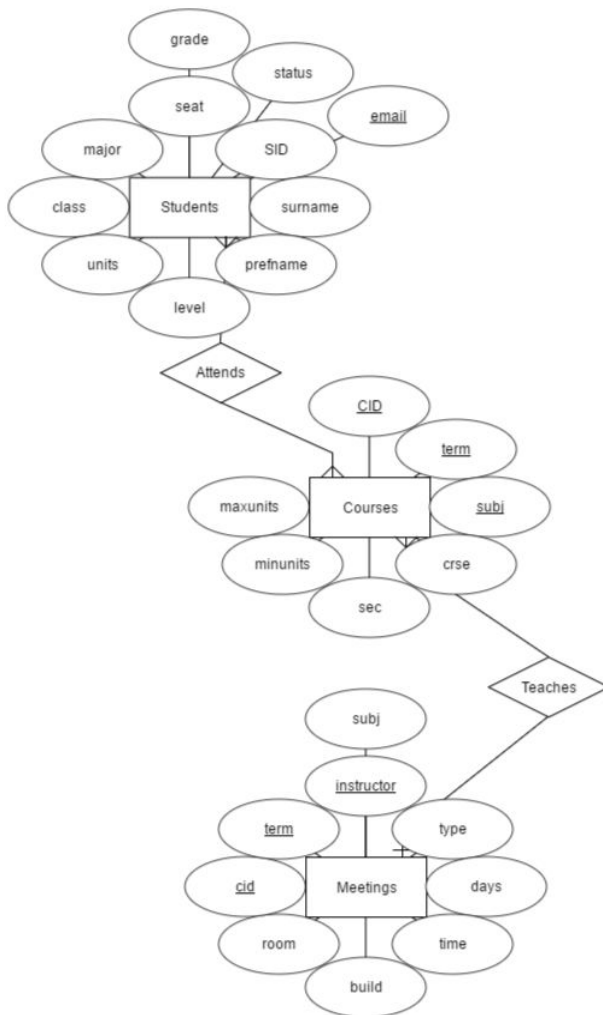 grade
status
seat
email
major
SID
class
Students
surname
units
prefname
level
Attends
CID
term
maxunits
Courses
subj
minunits
crse
sec
Teaches
subj
instructor
term
type
cid
Meetings
days
room
time
build